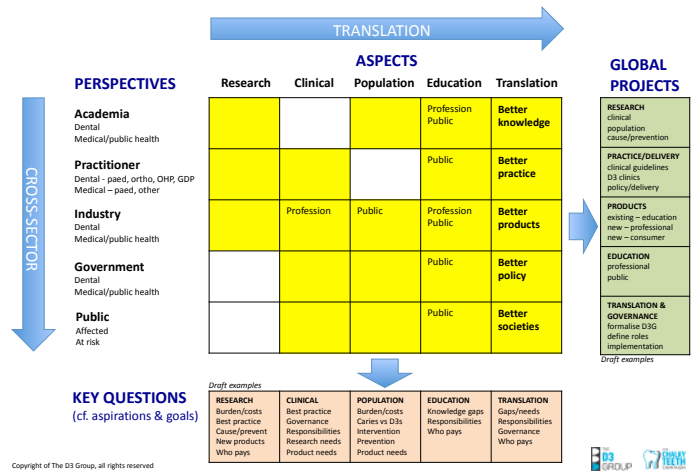 TRANSLATION
ASPECTS
PERSPECTIVES
Research Clinical Population Education Translation
GLOBAL
PROJECTS
CROSS-SECTOR
Academia
Dental
Medical/public health
Profession
Public
Better
knowledge
Practitioner
Dental - paed, ortho, OHP, GDP
Medical – paed, other
Public
Better
practice
Industry
Dental
Medical/public health
Profession
Public
Profession
Public
Better
products
Government
Dental
Medical/public health
Public
Better
policy
Public
Affected
At risk
Public
Better
societies
RESEARCH
clinical
population
cause/prevention
PRACTICE/DELIVERY
clinical guidelines
D3 clinics
policy/delivery
PRODUCTS
existing – education
new – professional
new – consumer
EDUCATION
professional
public
TRANSLATION &
GOVERNANCE
formalise D3G
define roles
implementation
Draft examples
KEY QUESTIONS
(cf. aspirations & goals)
Draft examples
RESEARCH
Burden/costs
Best practice
Cause/prevent
New products
Who pays
CLINICAL
Best practice
Governance
Responsibilities
Research needs
Product needs
POPULATION
Burden/costs
Caries vs D3s
Intervention
Prevention
Product needs
EDUCATION
Knowledge gaps
Responsibilities
Who pays
TRANSLATION
Gaps/needs
Responsibilities
Governance
Who pays
Copyright of The D3 Group, all rights reserved
THE
D3
GROUP
THE
CHALKY
TEETH